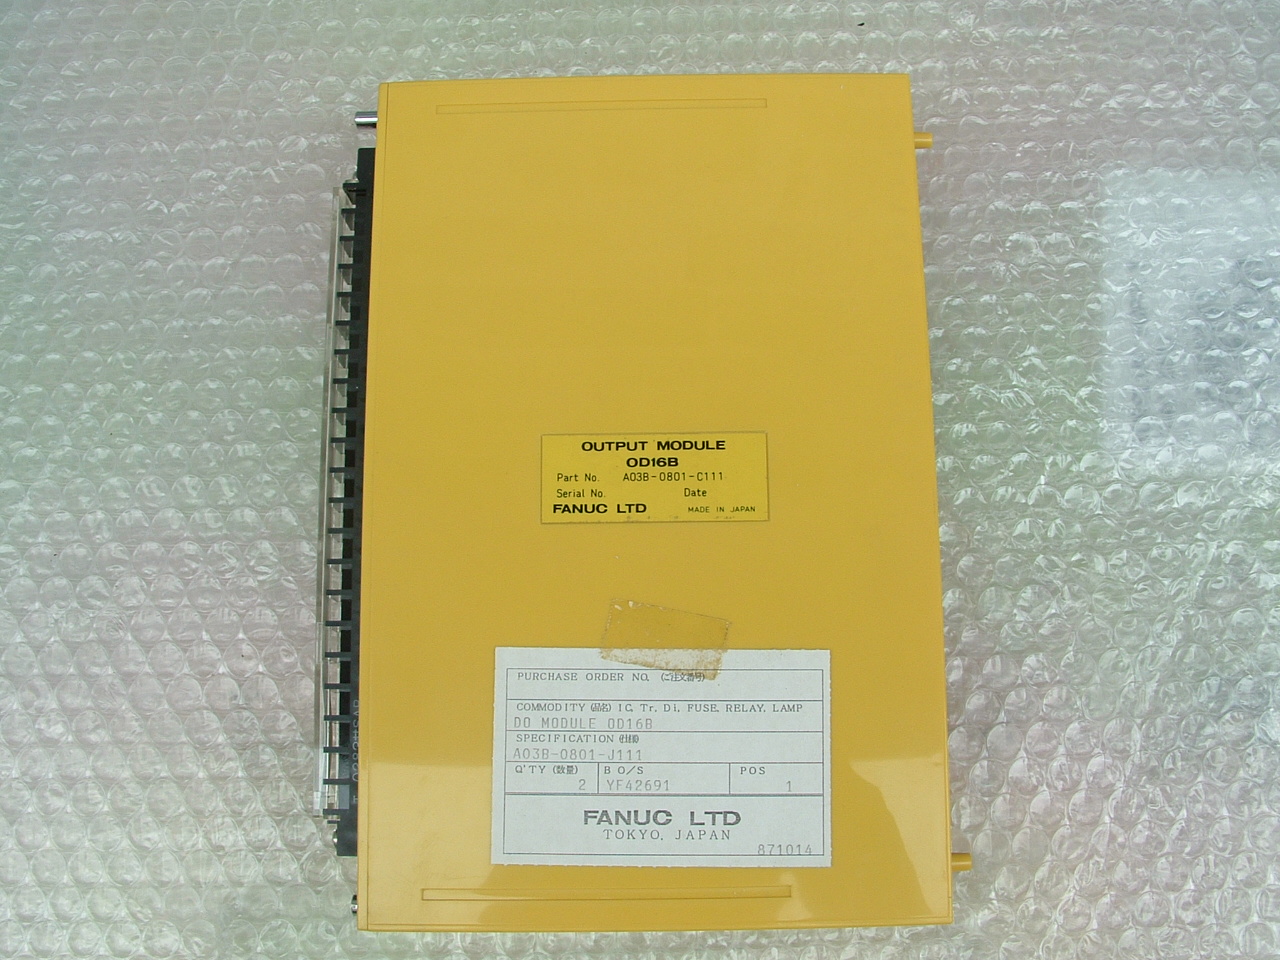 OUTPUT MODULE
OD16B
Part No. A03B-0801-C111
Serial No. Date
FANUC LTD MADE IN JAPAN
PURCHASE ORDER NO. (ご注文番号)
COMMODITY (品名) IC, Tr, Di, FUSE, RELAY, LAMP
DO MODULE OD16B
SPECIFICATION (仕様)
A03B-0801-J111
Q'TY (数量) B O/S POS
2 YF42691 1
FANUC LTD
TOKYO, JAPAN
871014